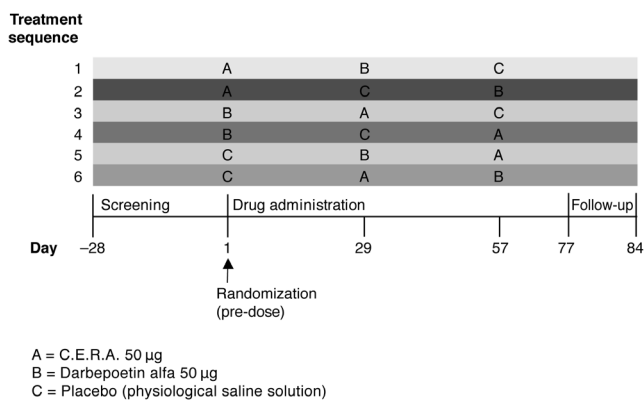 Treatment
sequence
1 A B C
2 A C B
3 B A C
4 B C A
5 C B A
6 C A B
Screening Drug administration Follow-up
Day –28 1 29 57 77 84
Randomization
(pre-dose)
A = C.E.R.A. 50 µg
B = Darbepoetin alfa 50 µg
C = Placebo (physiological saline solution)